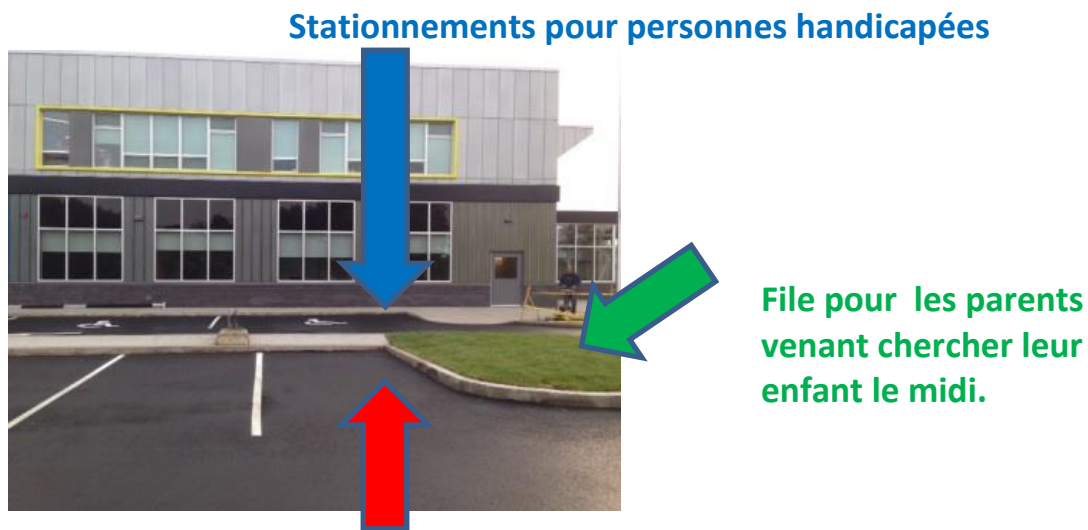 Stationnements pour personnes handicapées
File pour les parents
venant chercher leur
enfant le midi.